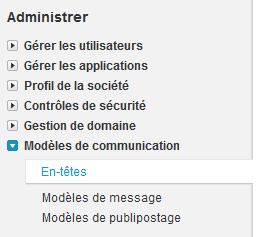 Administrer
Gérer les utilisateurs
Gérer les applications
Profil de la société
Contrôles de sécurité
Gestion de domaine
Modèles de communication
En-têtes
Modèles de message
Modèles de publipostage